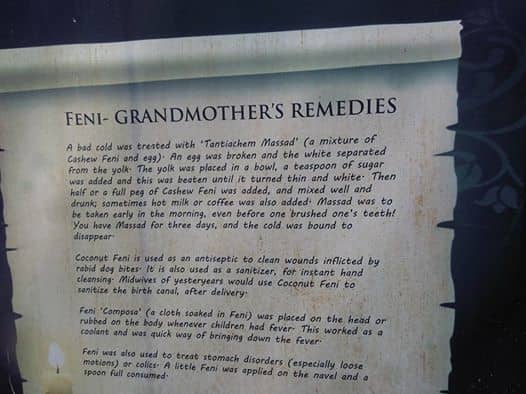 FENI- GRANDMOTHER'S REMEDIES
A bad cold was treated with 'Tantiachem Massad' (a mixture of
Cashew Feni and egg). An egg was broken and the white separated
from the yolk. The yolk was placed in a bowl, a teaspoon of sugar
was added and this was beaten until it turned thin and white. Then
half or a full peg of Cashew Feni was added, and mixed well and
drunk; sometimes hot milk or coffee was also added. Massad was to
be taken early in the morning, even before one brushed one's teeth!
You have Massad for three days, and the cold was bound to
disappear.
Coconut Feni is used as an antiseptic to clean wounds inflicted by
rabid dog bites. It is also used as a sanitizer, for instant hand
cleansing. Midwives of yesteryears would use Coconut Feni to
sanitize the birth canal, after delivery.
Feni 'Composa' (a cloth soaked in Feni) was placed on the head or
rubbed on the body whenever children had fever. This worked as a
coolant and was quick way of bringing down the fever.
Feni was also used to treat stomach disorders (especially loose
motions) or colics. A little Feni was applied on the navel and a
spoon full consumed.